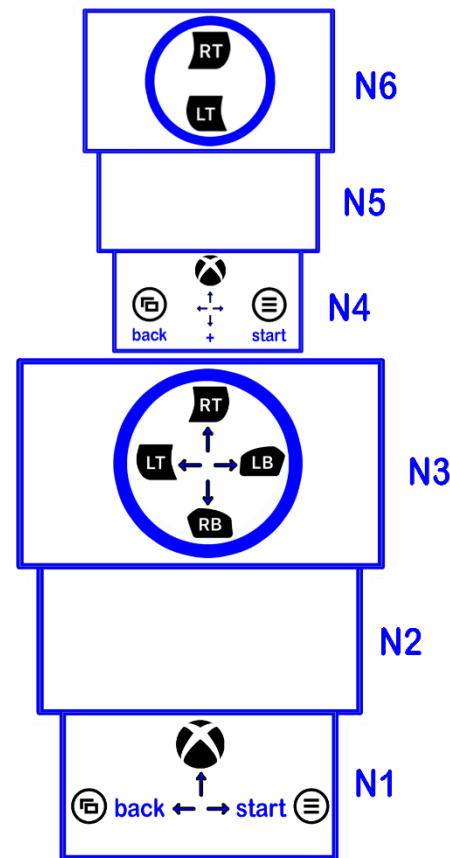 RT
N6
LT
N5
N4
back + start
RT
LT LB
N3
RB
N2
N1
back start